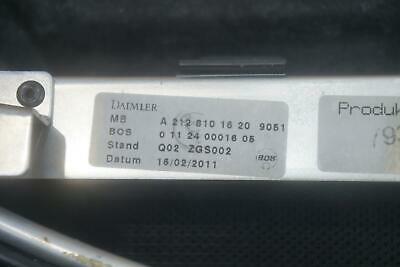 DAIMLER
MB A 212 810 16 20 9051
BOS 0 11 24 00016 05
Stand Q02 ZGS002
Datum 16/02/2011
BOS
Produk